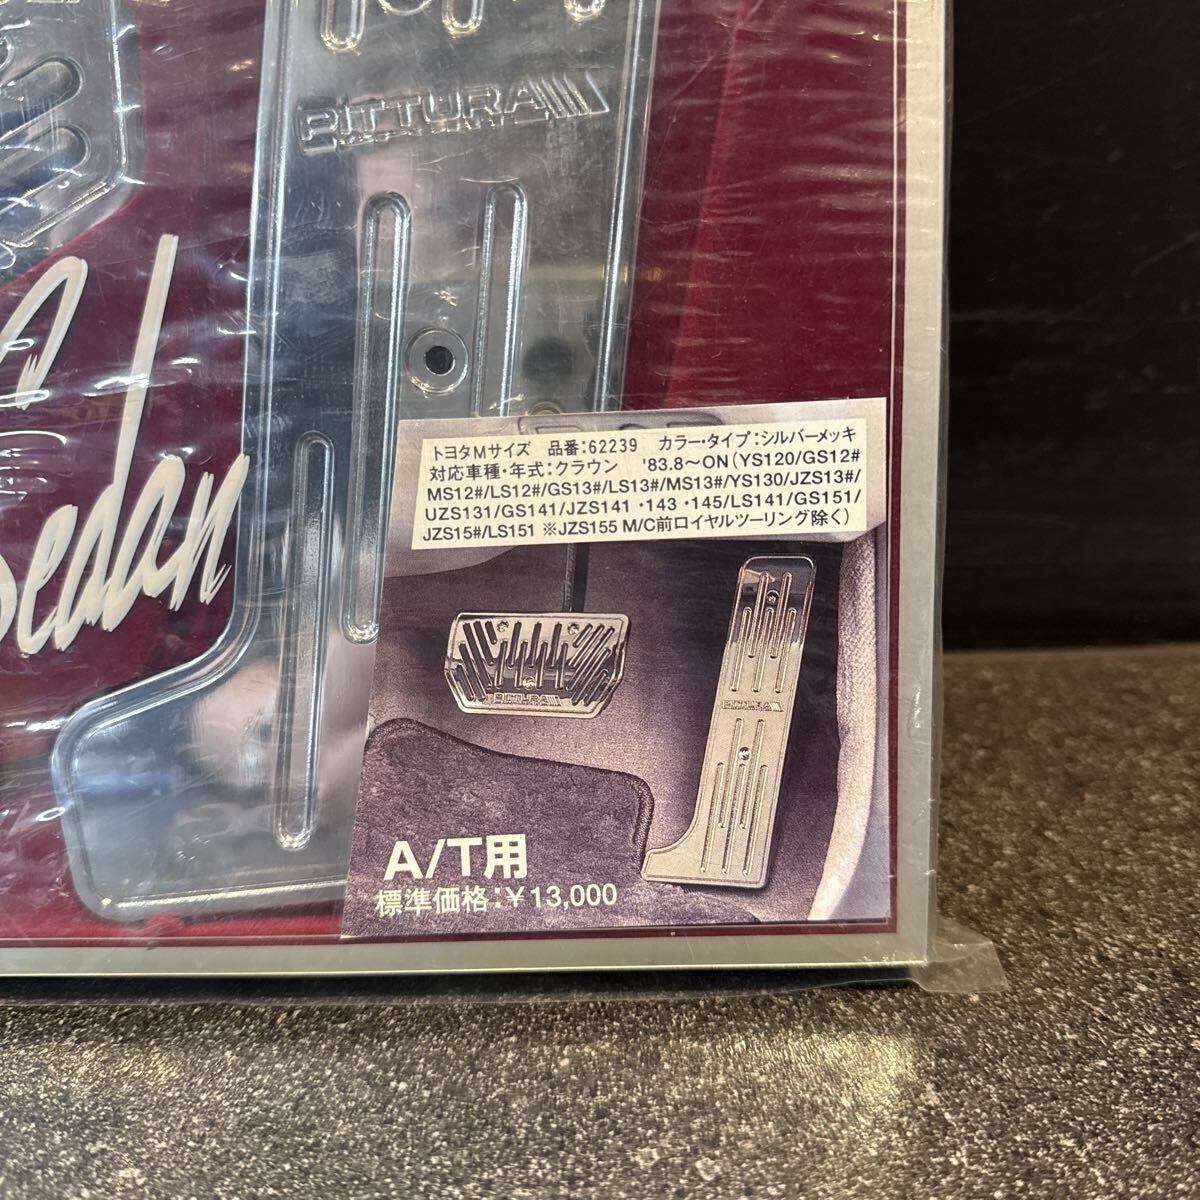 PITTURA
Sedan
トヨタMサイズ 品番:62239 カラー・タイプ:シルバーメッキ
対応車種・年式:クラウン '83.8〜ON(YS120/GS12#
MS12#/LS12#/GS13#/LS13#/MS13#/YS130/JZS13#/
UZS131/GS141/JZS141・143・145/LS141/GS151/
JZS15#/LS151 ※JZS155 M/C前ロイヤルツーリング除く)
PITTURA
PITTURA
A/T用
標準価格:¥13,000